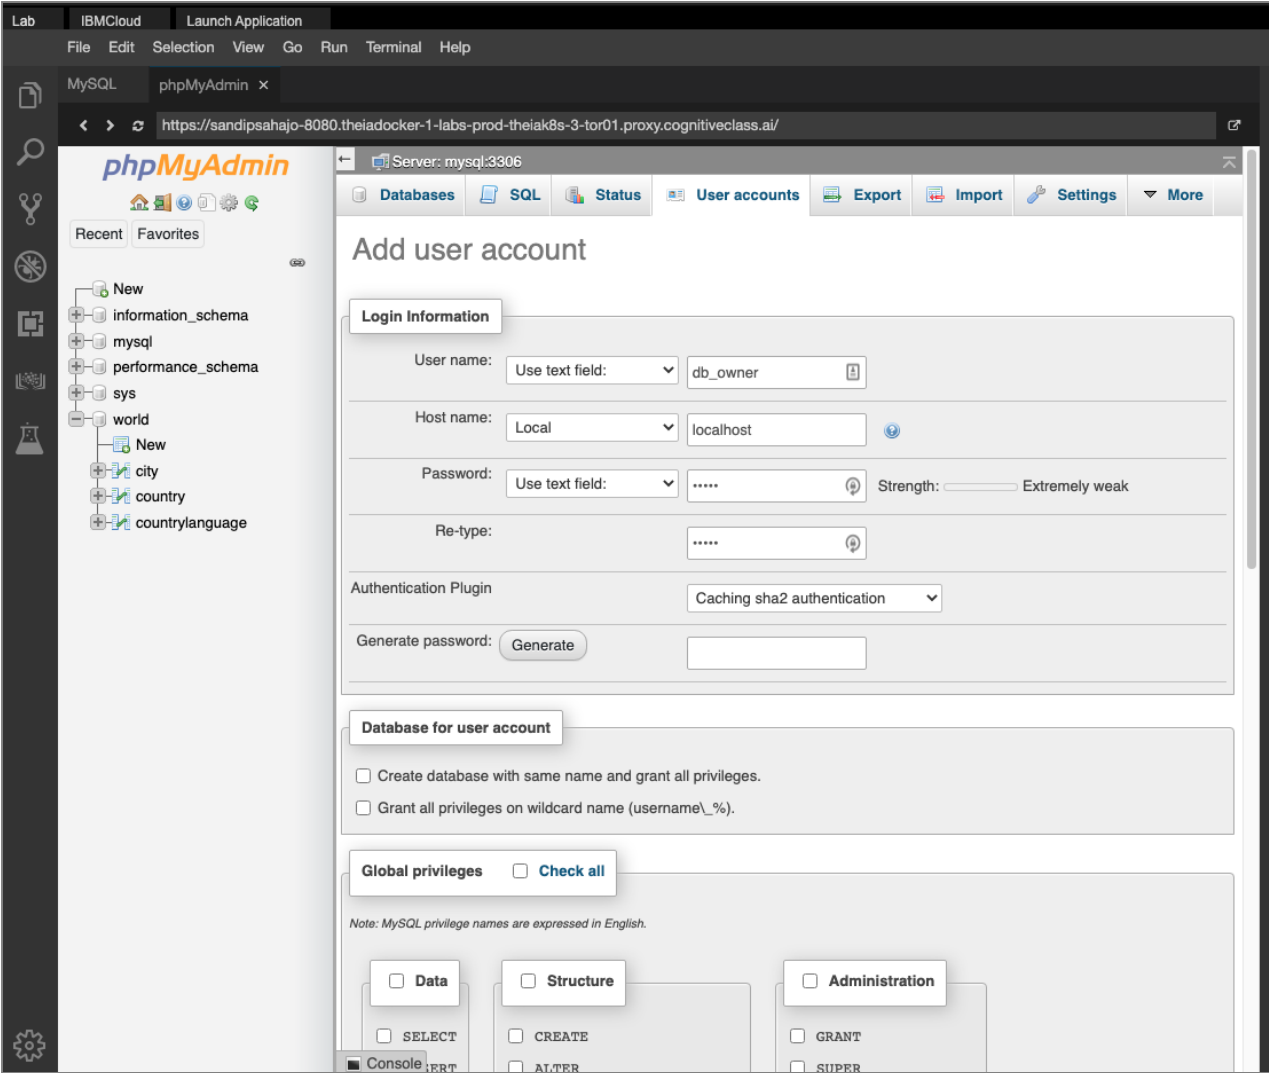 Lab IBMCloud Launch Application
File Edit Selection View Go Run Terminal Help
MySQL phpMyAdmin ×
https://sandipsahajo-8080.theiadocker-1-labs-prod-theiak8s-3-tor01.proxy.cognitiveclass.ai/
phpMyAdmin
Recent Favorites
New
information_schema
mysql
performance_schema
sys
world
New
city
country
countrylanguage
Server: mysql:3306
Databases SQL Status User accounts Export Import Settings More
Add user account
Login Information
User name: Use text field: db_owner
Host name: Local localhost
Password: Use text field: ••••• Strength: Extremely weak
Re-type: •••••
Authentication Plugin Caching sha2 authentication
Generate password: Generate
Database for user account
Create database with same name and grant all privileges.
Grant all privileges on wildcard name (username\_%).
Global privileges Check all
Note: MySQL privilege names are expressed in English.
Data Structure Administration
SELECT CREATE GRANT
Console ALTER SUPER